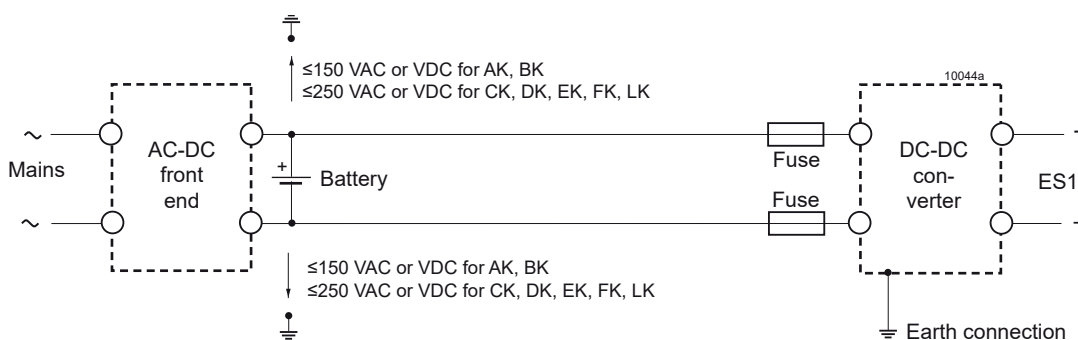 ≤150 VAC or VDC for AK, BK
≤250 VAC or VDC for CK, DK, EK, FK, LK
10044a
~
Mains
~
AC-DC
front
end
+
Battery
Fuse
Fuse
DC-DC
con-
verter
ES1
≤150 VAC or VDC for AK, BK
≤250 VAC or VDC for CK, DK, EK, FK, LK
Earth connection